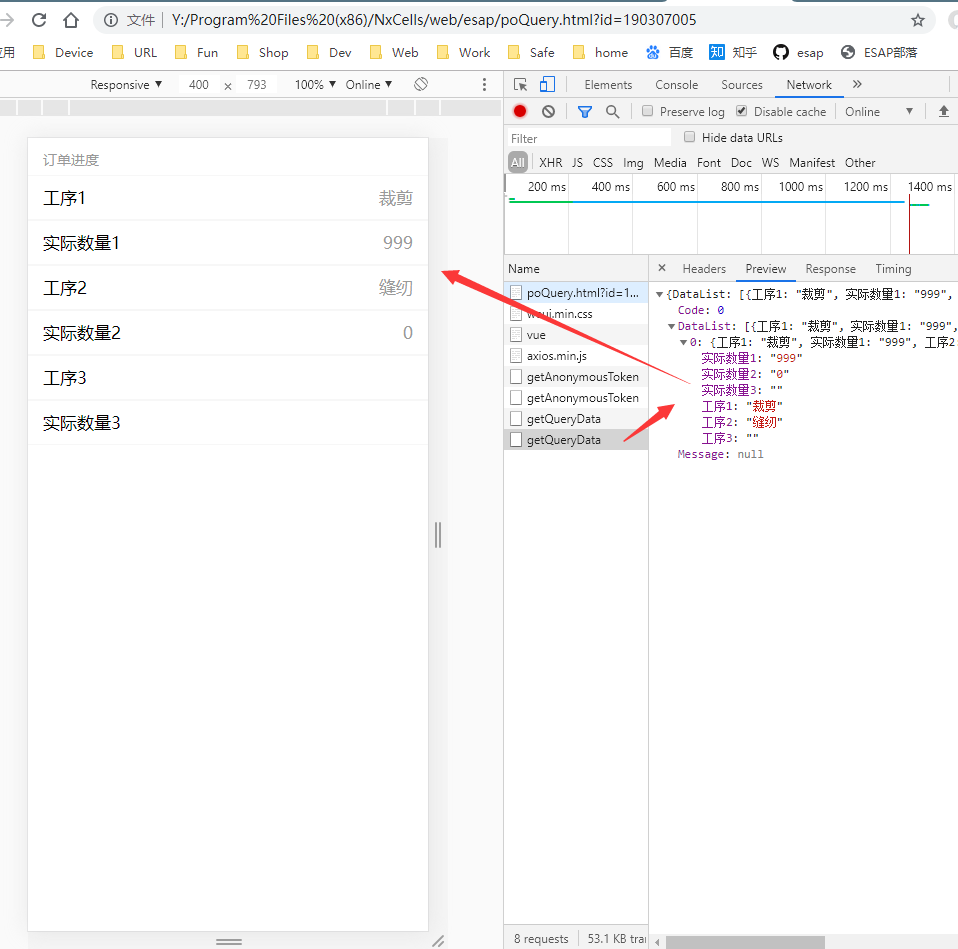 文件 Y:/Program%20Files%20(x86)/NxCells/web/esap/poQuery.html?id=190307005
应用 Device URL Fun Shop Dev Web Work Safe home 百度 知 知乎 esap ESAP部落
Responsive ▼ 400 x 793 100% ▼ Online ▼
Elements Console Sources Network »
Preserve log Disable cache Online ▼
Filter Hide data URLs
All XHR JS CSS Img Media Font Doc WS Manifest Other
200 ms 400 ms 600 ms 800 ms 1000 ms 1200 ms 1400 ms
订单进度
工序1 裁剪
实际数量1 999
工序2 缝纫
实际数量2 0
工序3
实际数量3
Name
poQuery.html?id=1...
weui.min.css
vue
axios.min.js
getAnonymousToken
getAnonymousToken
getQueryData
getQueryData
8 requests 53.1 KB tra
× Headers Preview Response Timing
▼{DataList: [{工序1: "裁剪", 实际数量1: "999",
Code: 0
▼DataList: [{工序1: "裁剪", 实际数量1: "999",
▼0: {工序1: "裁剪", 实际数量1: "999", 工序2:
实际数量1: "999"
实际数量2: "0"
实际数量3: ""
工序1: "裁剪"
工序2: "缝纫"
工序3: ""
Message: null